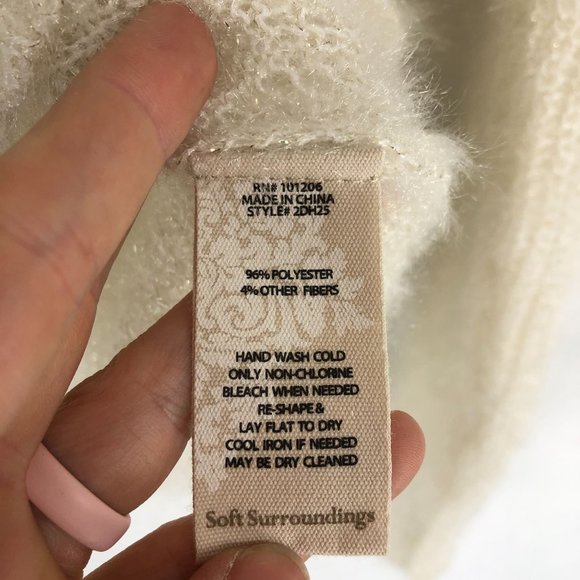 RN# 101206
MADE IN CHINA
STYLE# 2DH25
96% POLYESTER
4% OTHER FIBERS
HAND WASH COLD
ONLY NON-CHLORINE
BLEACH WHEN NEEDED
RE-SHAPE &
LAY FLAT TO DRY
COOL IRON IF NEEDED
MAY BE DRY CLEANED
Soft Surroundings